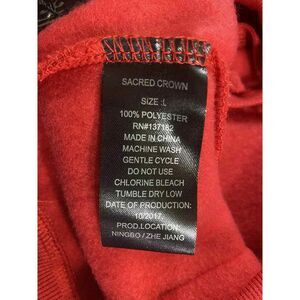 SACRED CROWN
SIZE :L
100% POLYESTER
RN#137162
MADE IN CHINA
MACHINE WASH
GENTLE CYCLE
DO NOT USE
CHLORINE BLEACH
TUMBLE DRY LOW
DATE OF PRODUCTION:
10/2017.
PROD.LOCATION:
NINGBO / ZHE JIANG